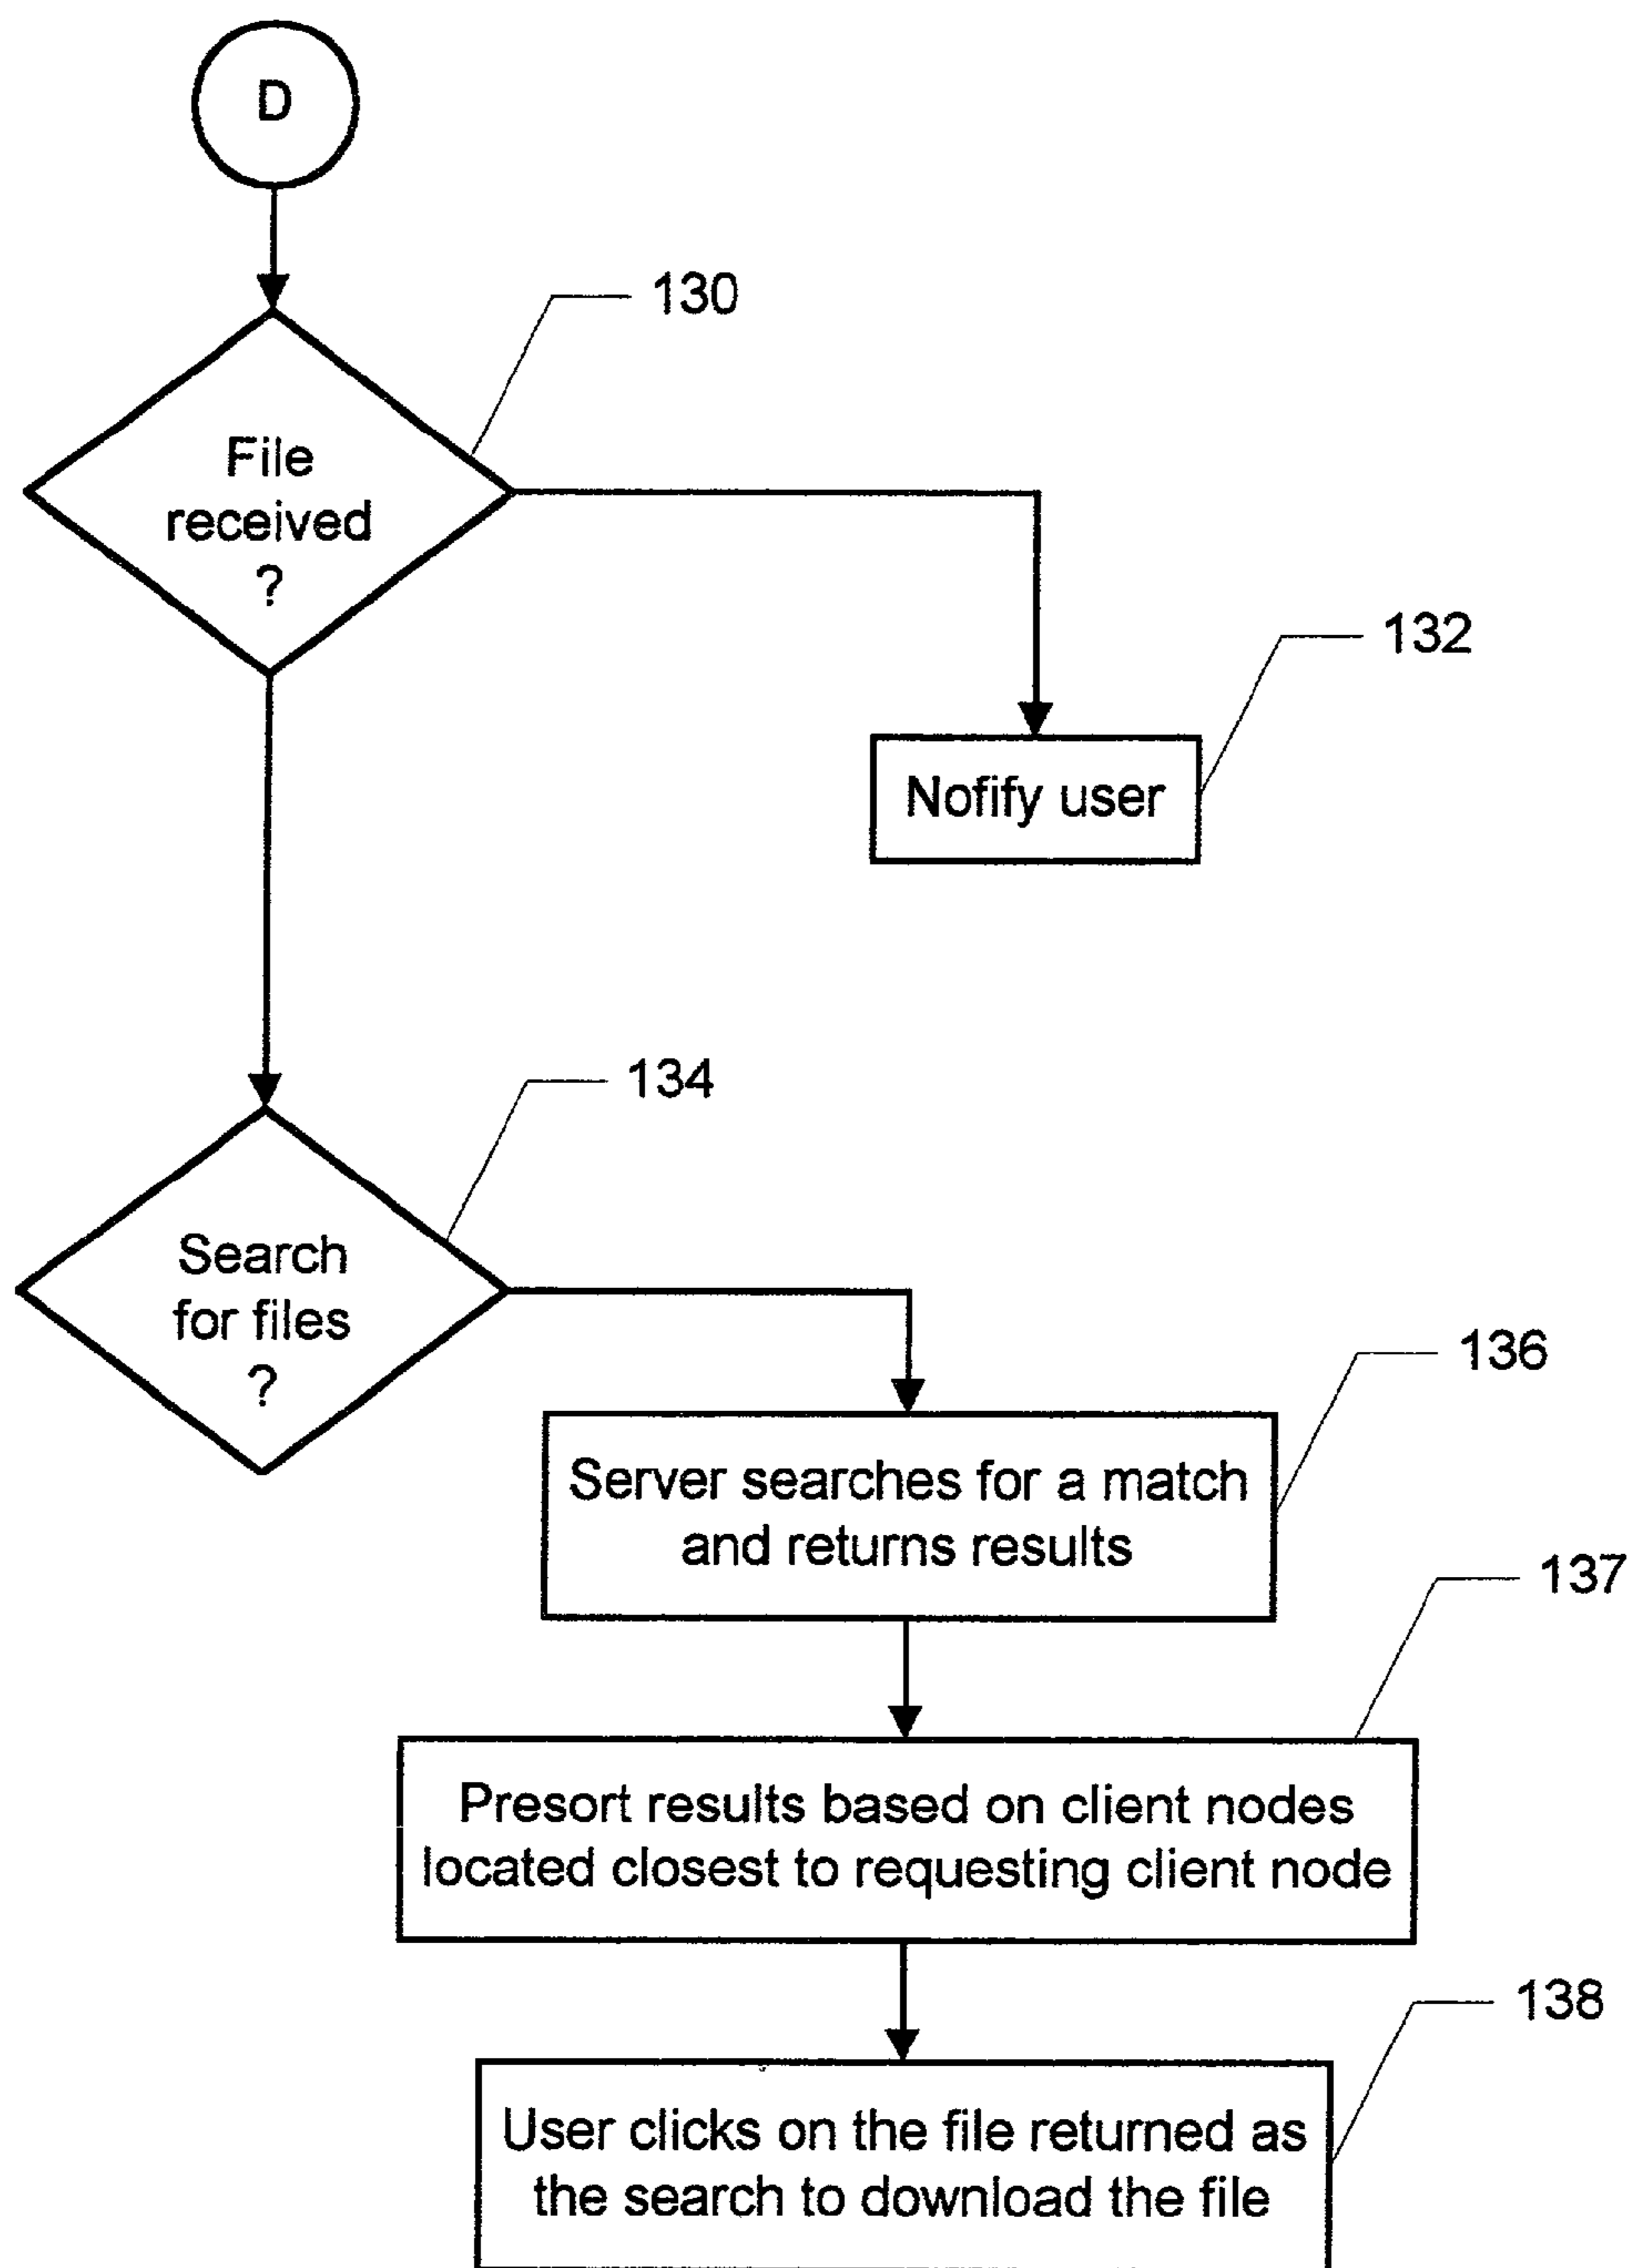 D
130
File
received
?
132
Nofify user
134
Search
for files
?
136
Server searches for a match
and returns results
137
Presort results based on client nodes
located closest to requesting client node
138
User clicks on the file returned as
the search to download the file